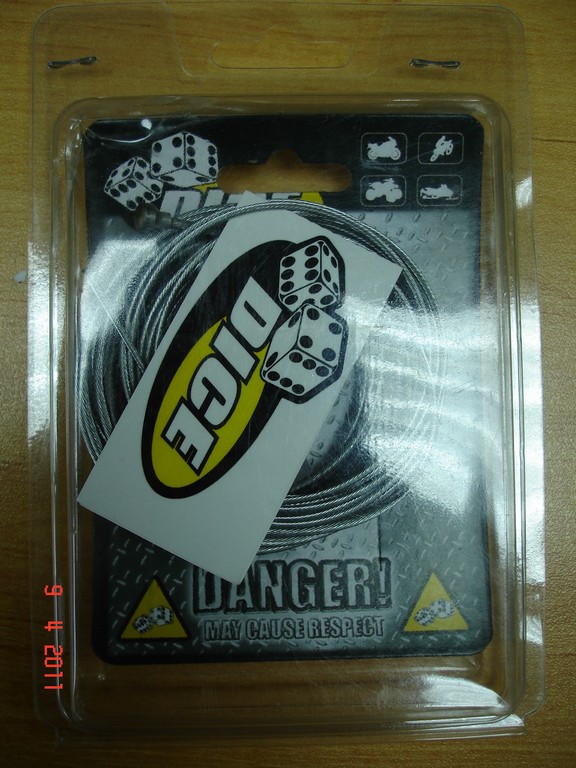 DICE
DANGER!
MAY CAUSE RESPECT
9 4 2011